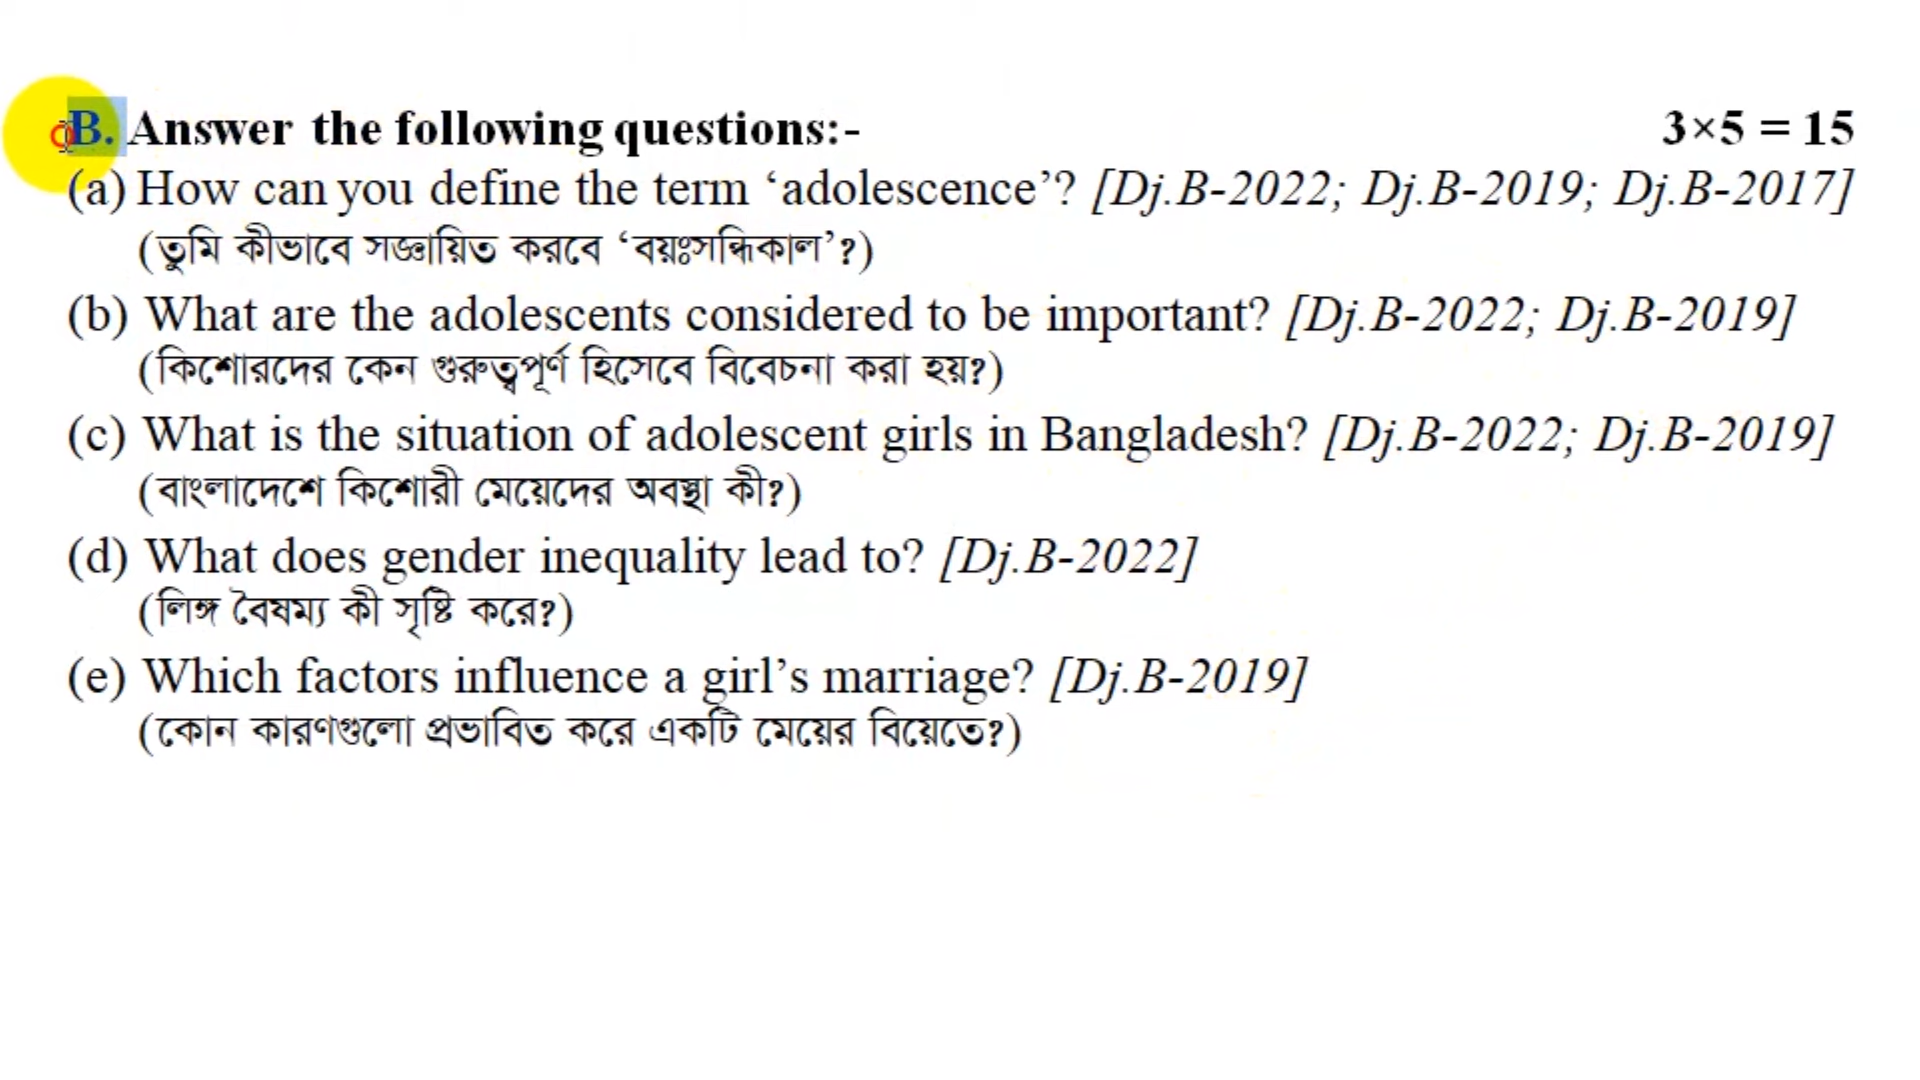 B. Answer the following questions:- 3×5 = 15
(a) How can you define the term ‘adolescence’? [Dj.B-2022; Dj.B-2019; Dj.B-2017]
(তুমি কীভাবে সজ্ঞায়িত করবে ‘বয়ঃসন্ধিকাল’?)
(b) What are the adolescents considered to be important? [Dj.B-2022; Dj.B-2019]
(কিশোরদের কেন গুরুত্বপূর্ণ হিসেবে বিবেচনা করা হয়?)
(c) What is the situation of adolescent girls in Bangladesh? [Dj.B-2022; Dj.B-2019]
(বাংলাদেশে কিশোরী মেয়েদের অবস্থা কী?)
(d) What does gender inequality lead to? [Dj.B-2022]
(লিঙ্গ বৈষম্য কী সৃষ্টি করে?)
(e) Which factors influence a girl’s marriage? [Dj.B-2019]
(কোন কারণগুলো প্রভাবিত করে একটি মেয়ের বিয়েতে?)